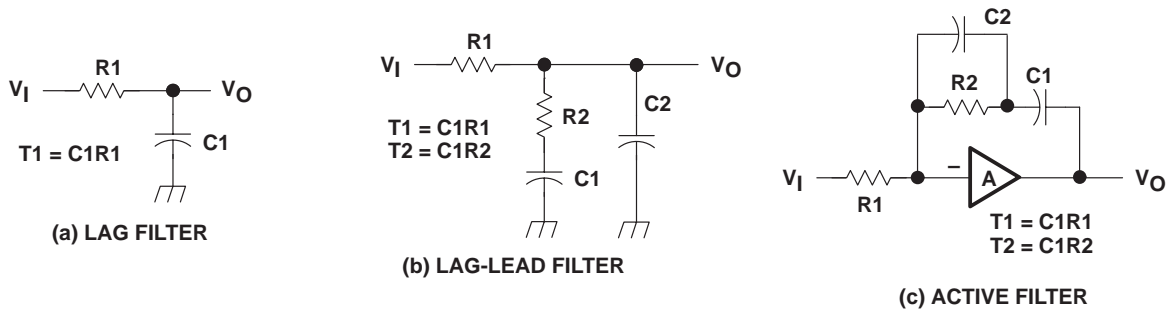 R1
V_I
V_O
C1
T1 = C1R1
(a) LAG FILTER
R1
V_I
V_O
R2
C2
T1 = C1R1
T2 = C1R2
C1
(b) LAG-LEAD FILTER
C2
C1
R2
–
A
V_I
R1
V_O
T1 = C1R1
T2 = C1R2
(c) ACTIVE FILTER